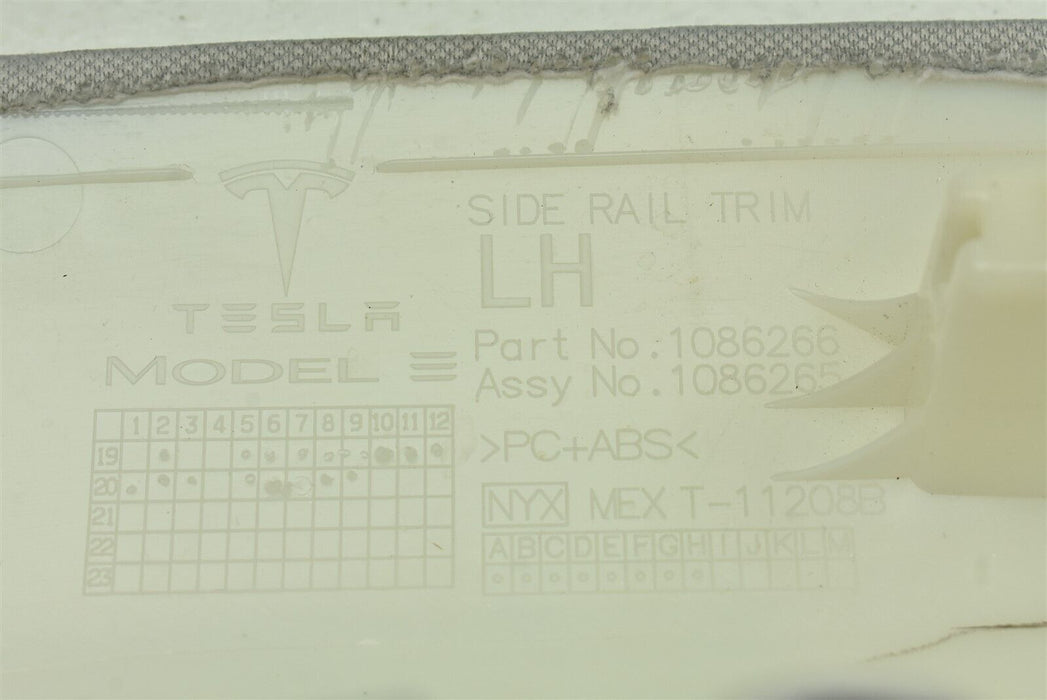 SIDE RAIL TRIM
LH
TESLA
MODEL Ξ
Part No.1086266
Assy No.1086265
1 2 3 4 5 6 7 8 9 10 11 12
19
20
21
22
23
>PC+ABS<
NYX MEX T-11208B
A B C D E F G H I J K L M